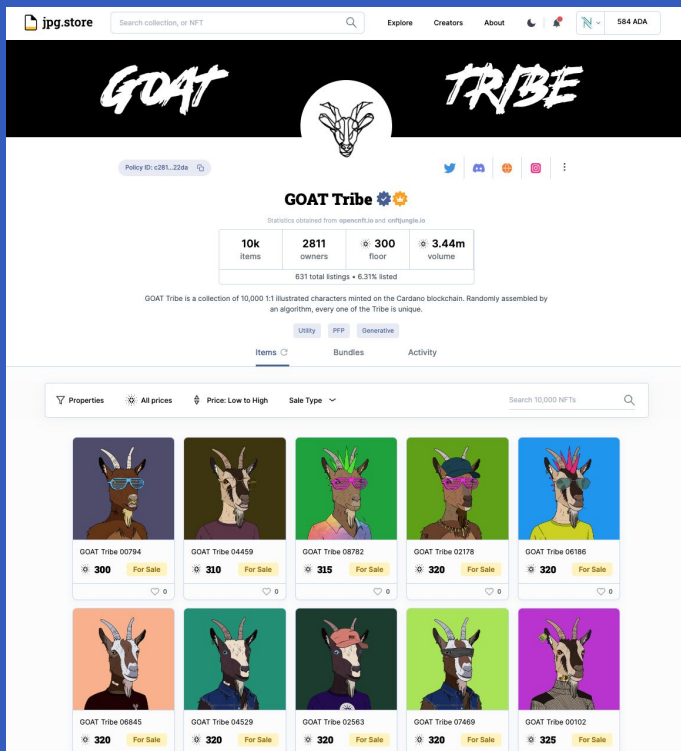 jpg.store
Search collection, or NFT
Explore Creators About
584 ADA
GOAT TRIBE
Policy ID: c281...22da
GOAT Tribe
Statistics obtained from opencnft.io and cnftjungle.io
10k 2811 300 3.44m
items owners floor volume
631 total listings • 6.31% listed
GOAT Tribe is a collection of 10,000 1:1 illustrated characters minted on the Cardano blockchain. Randomly assembled by
an algorithm, every one of the Tribe is unique.
Utility PFP Generative
Items Bundles Activity
Properties All prices Price: Low to High Sale Type Search 10,000 NFTs
GOAT Tribe 00794 GOAT Tribe 04459 GOAT Tribe 08782 GOAT Tribe 02178 GOAT Tribe 06186
300 For Sale 310 For Sale 315 For Sale 320 For Sale 320 For Sale
0 0 0 0 0
GOAT Tribe 06845 GOAT Tribe 04529 GOAT Tribe 02563 GOAT Tribe 07469 GOAT Tribe 00102
320 For Sale 320 For Sale 320 For Sale 320 For Sale 325 For Sale